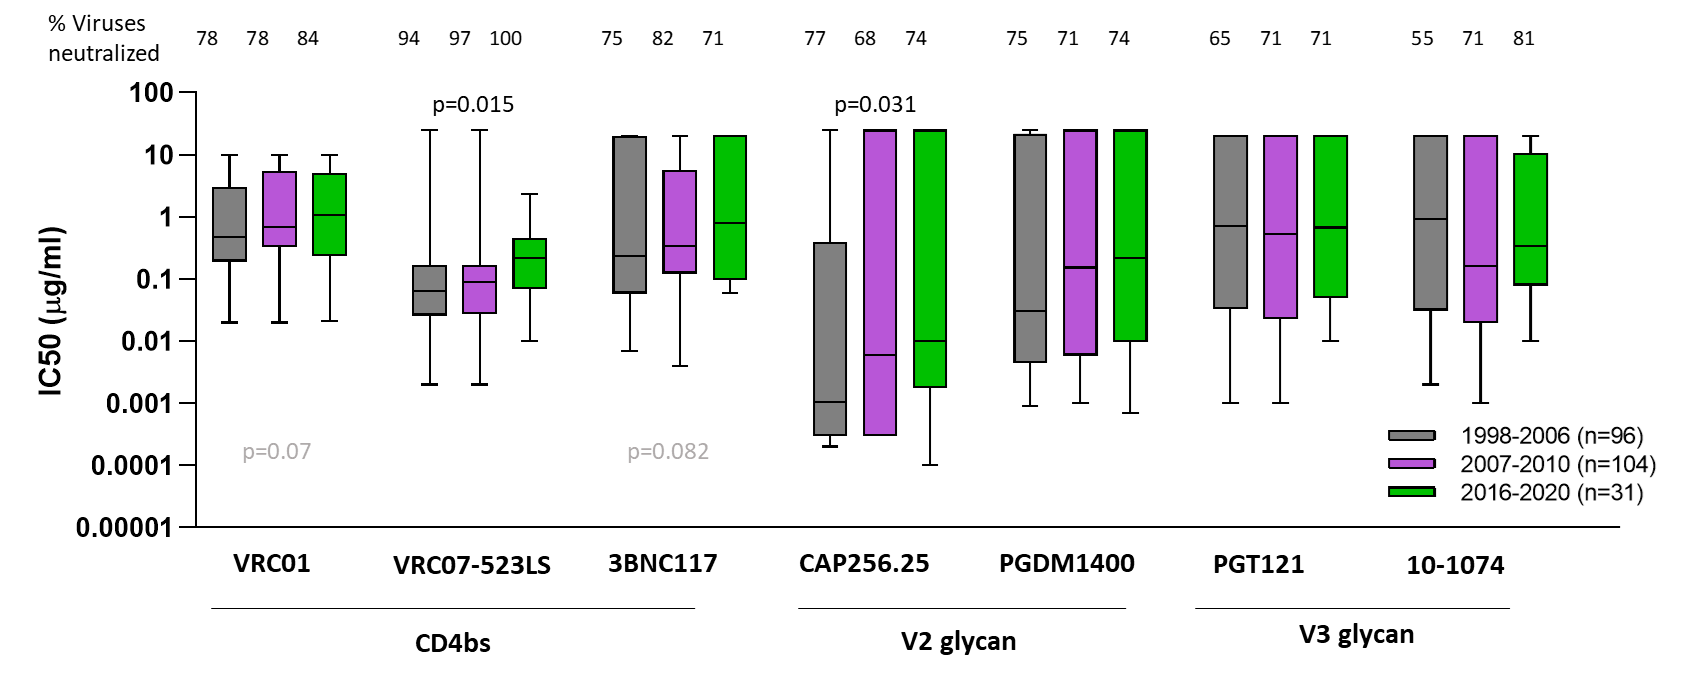 % Viruses
neutralized
78 78 84 94 97 100 75 82 71 77 68 74 75 71 74 65 71 71 55 71 81
100
10
1
0.1
0.01
0.001
0.0001
0.00001
IC50 (µg/ml)
p=0.015
p=0.031
p=0.07
p=0.082
1998-2006 (n=96)
2007-2010 (n=104)
2016-2020 (n=31)
VRC01 VRC07-523LS 3BNC117 CAP256.25 PGDM1400 PGT121 10-1074
CD4bs V2 glycan V3 glycan